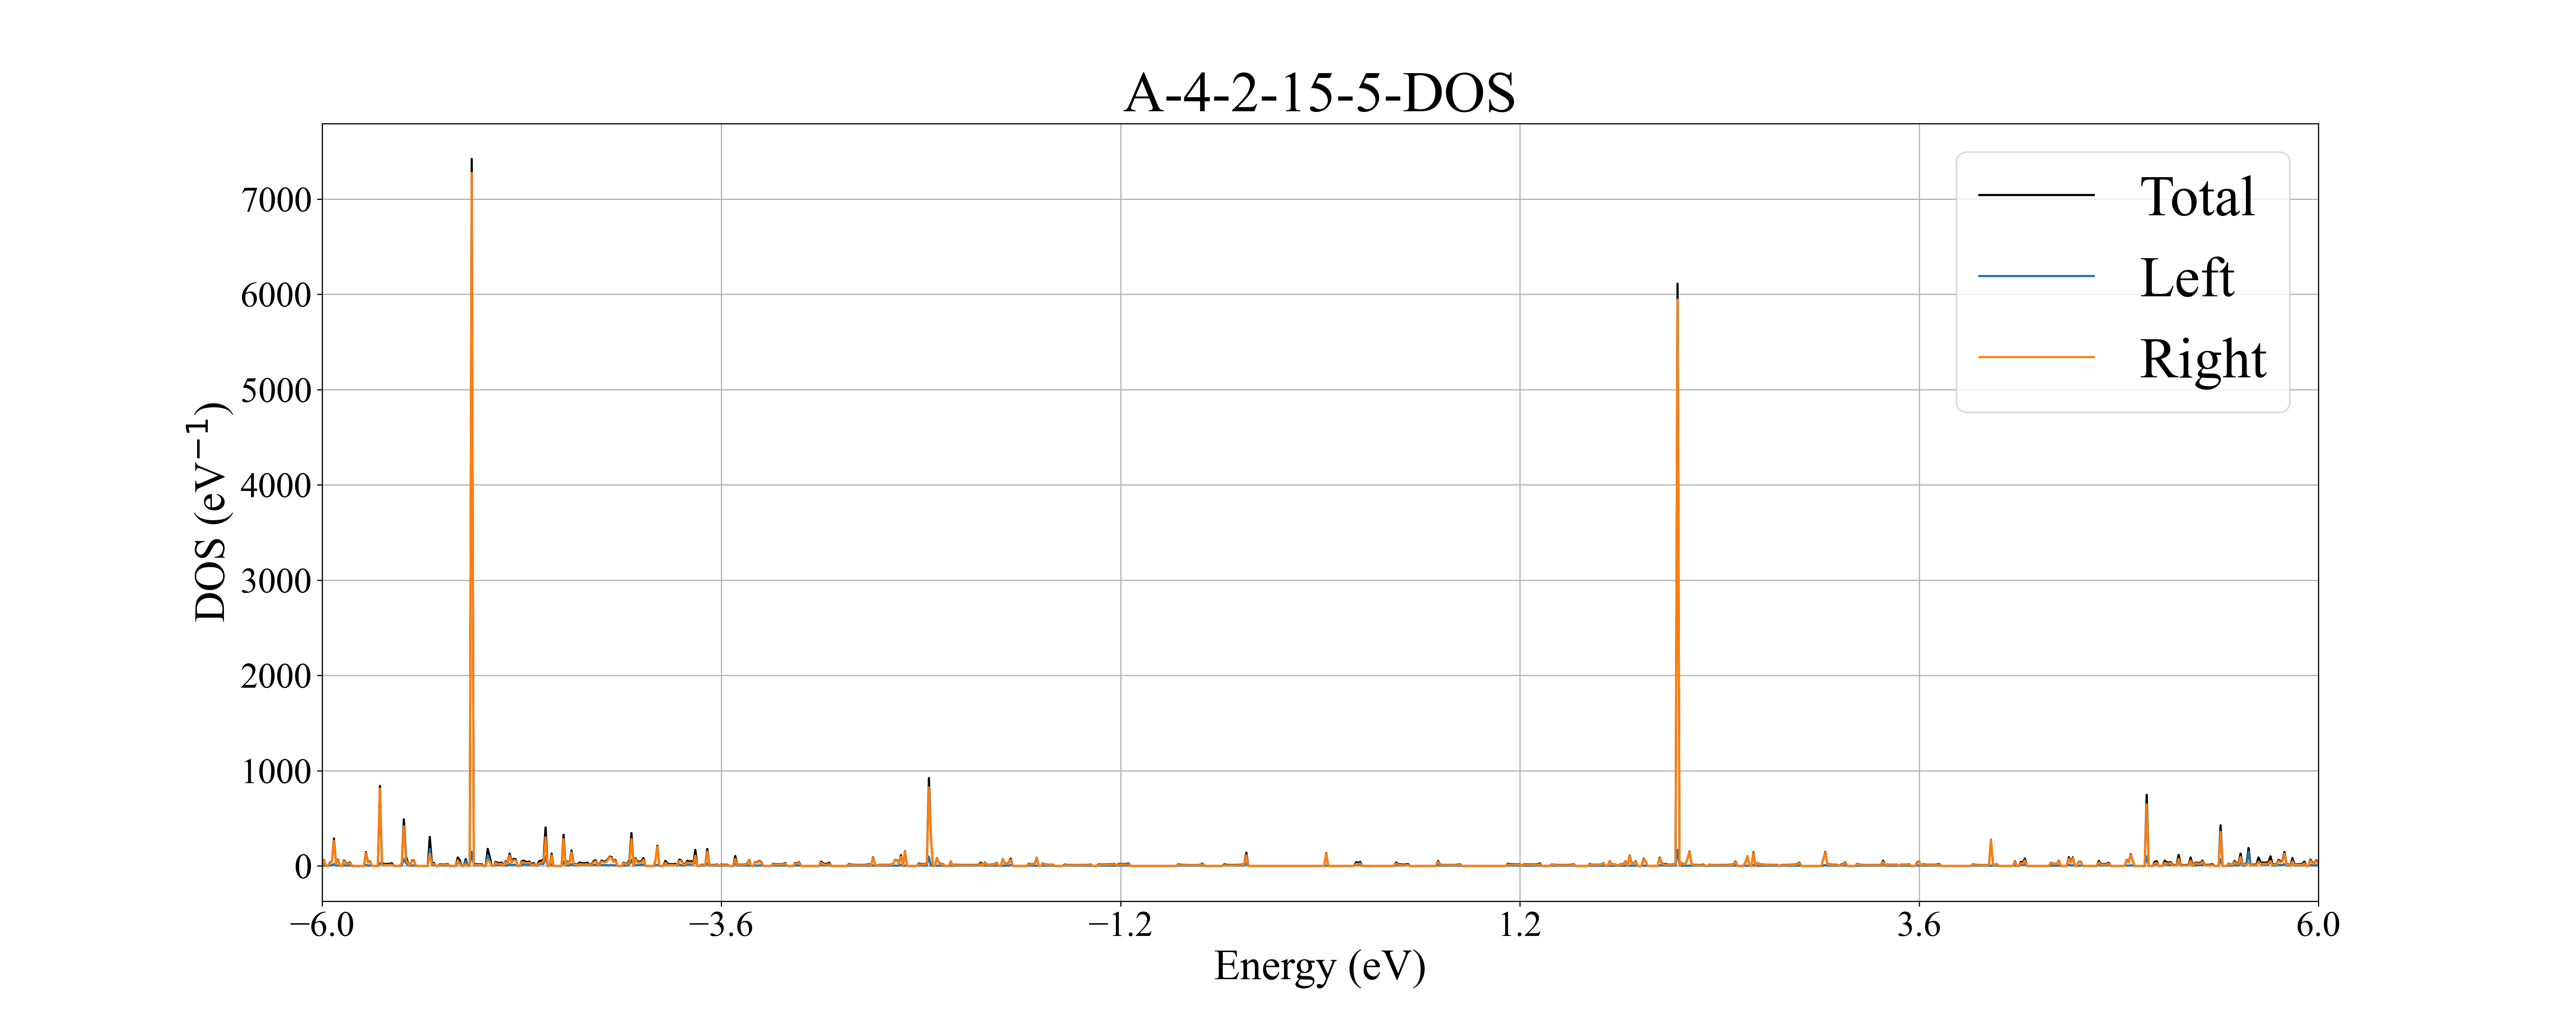 A-4-2-15-5-DOS
Total
Left
Right
DOS (eV⁻¹)
7000
6000
5000
4000
3000
2000
1000
0
−6.0 −3.6 −1.2 1.2 3.6 6.0
Energy (eV)